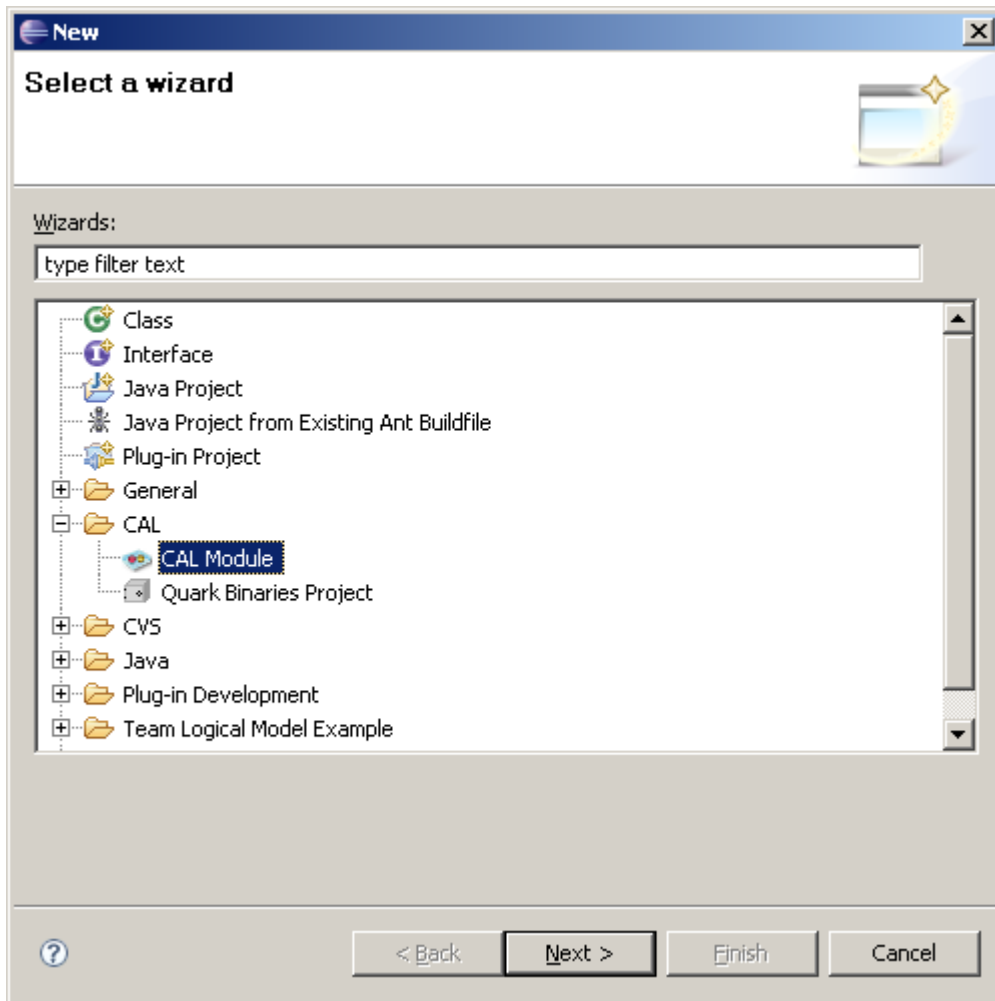 New
Select a wizard
Wizards:
type filter text
Class
Interface
Java Project
Java Project from Existing Ant Buildfile
Plug-in Project
General
CAL
CAL Module
Quark Binaries Project
CVS
Java
Plug-in Development
Team Logical Model Example
< Back Next > Finish Cancel